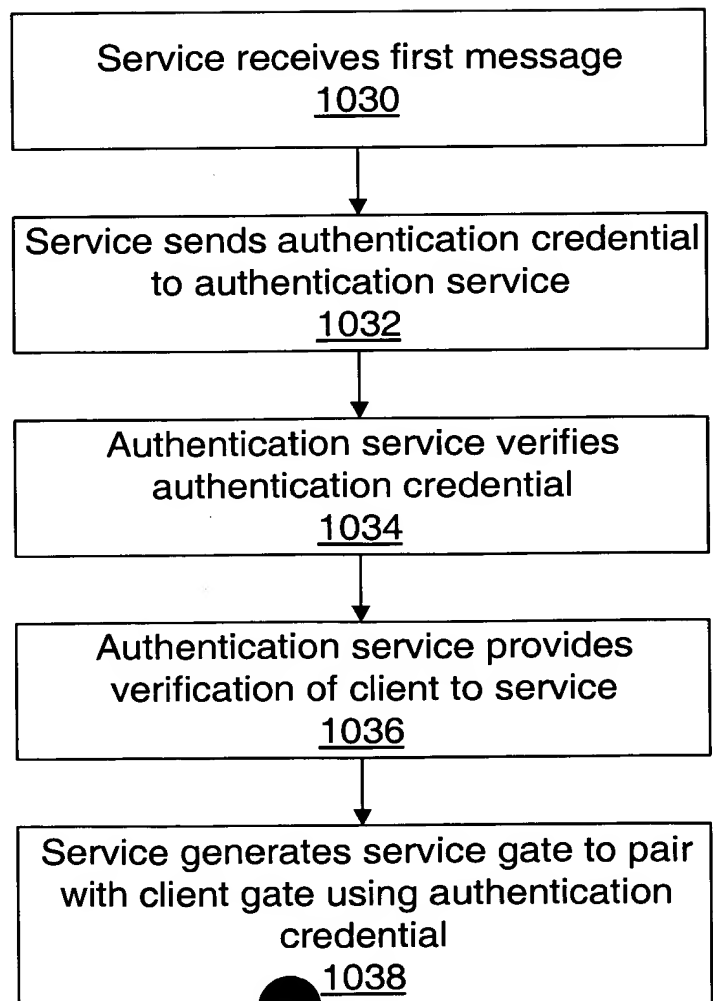 Service receives first message
1030
Service sends authentication credential
to authentication service
1032
Authentication service verifies
authentication credential
1034
Authentication service provides
verification of client to service
1036
Service generates service gate to pair
with client gate using authentication
credential
1038